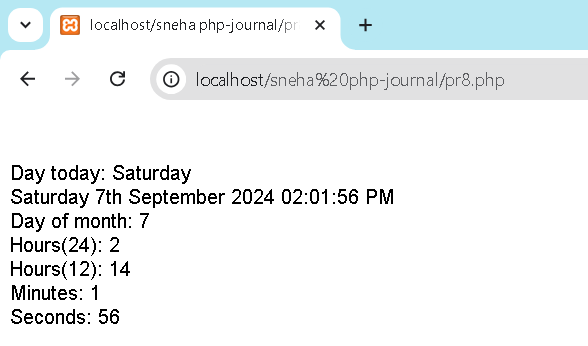 localhost/sneha php-journal/pr
localhost/sneha%20php-journal/pr8.php
Day today: Saturday
Saturday 7th September 2024 02:01:56 PM
Day of month: 7
Hours(24): 2
Hours(12): 14
Minutes: 1
Seconds: 56